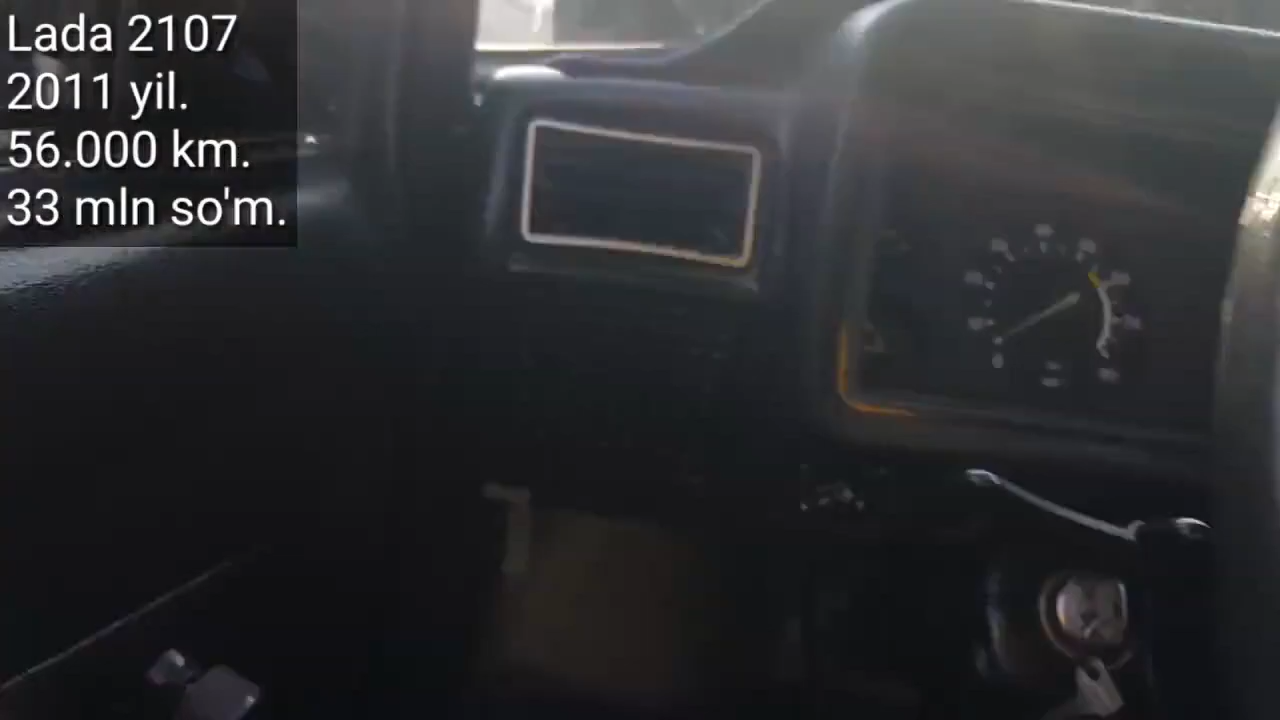 Lada 2107
2011 yil.
56.000 km.
33 mln so'm.